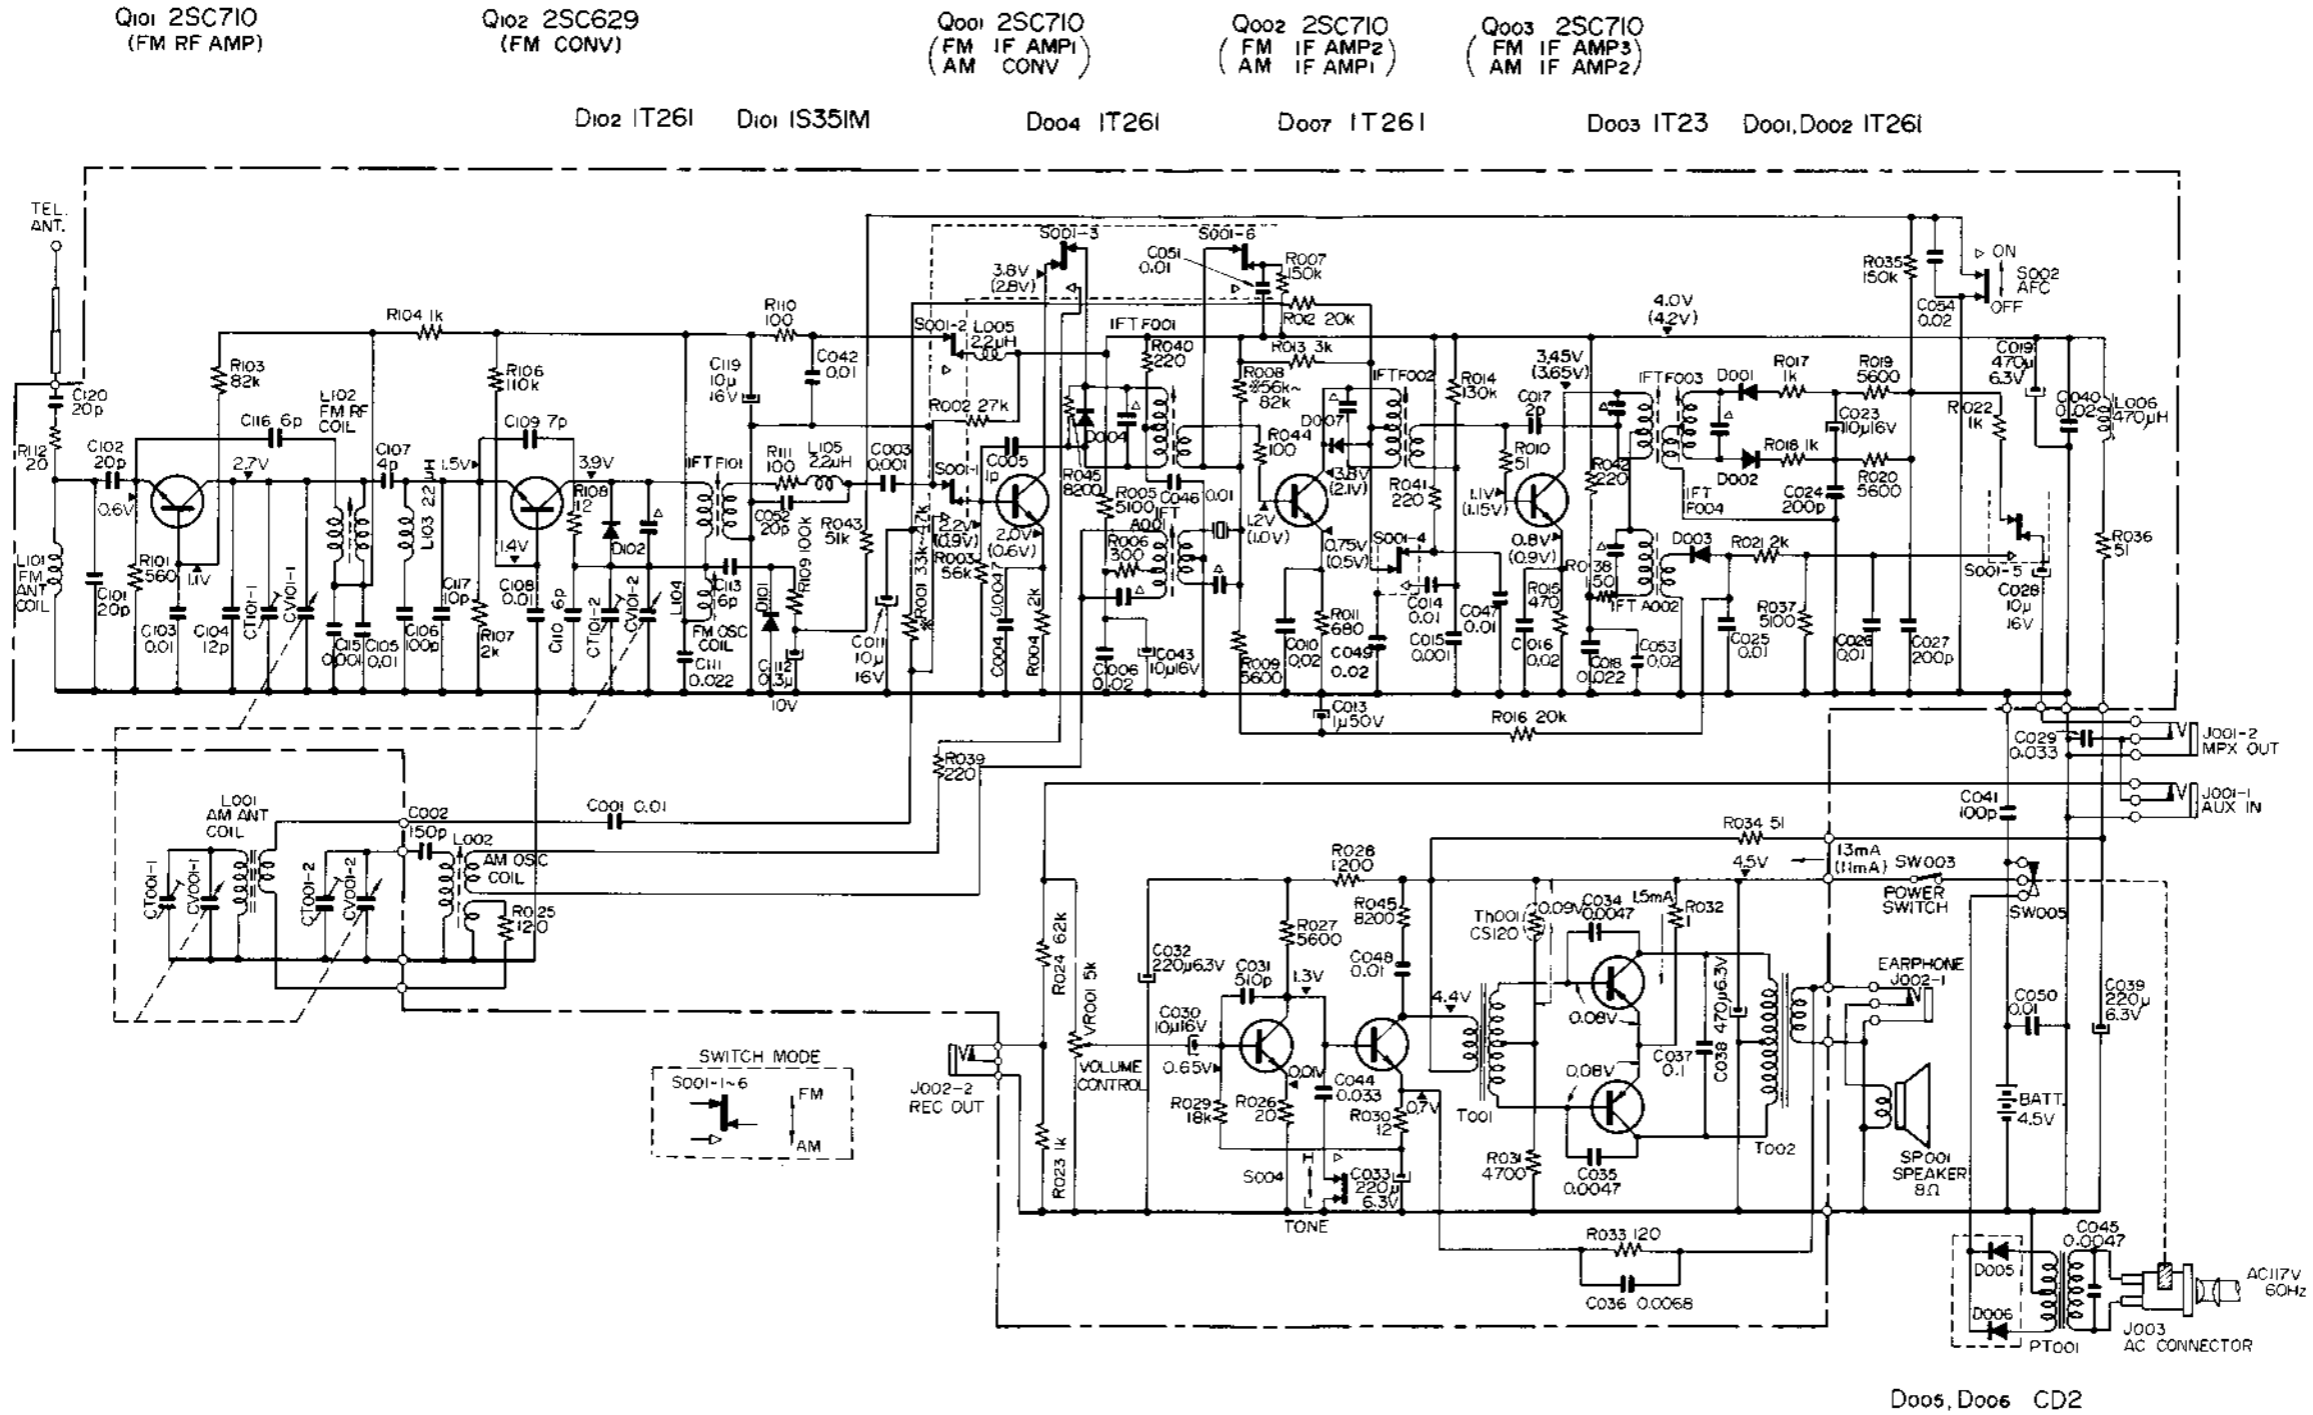 Q101 2SC710
(FM RF AMP)
Q102 2SC629
(FM CONV)
Q001 2SC710
(FM IF AMP1
AM CONV)
Q002 2SC710
(FM IF AMP2
AM IF AMP1)
Q003 2SC710
(FM IF AMP3
AM IF AMP2)
D102 1T261
D101 1S351M
D004 1T261
D007 1T261
D003 1T23
D001, D002 1T261
TEL.
ANT.
C120
20p
R112
20
C102
20p
0.6V
L101
FM
ANT
COIL
C101
20p
R101
560
C103
0.01
1.1V
R103
82k
C116 6p
2.7V
C104
12p
CT101-1
CV101-1
L102
FM RF
COIL
C115
0.001
C105
0.01
R104 1k
C107
4p
L103 2.2μH
C106
100p
C117
10p
1.5V
R106
110k
R107
2k
C109 7p
1.4V
C108
0.01
3.9V
R108
12
C110 6p
D102
CT101-2
CV101-2
IFT F101
L104
FM OSC
COIL
C111
0.022
C113
6p
C119
10μ
16V
R110
100
C042
0.01
R111
100
L105
2.2μH
C052
20p
C003
0.001
D101
R109 100k
C112
0.3μ
10V
R043
51k
C011
10μ
16V
※R001 33k~47k
S001-2
L005
2.2μH
R002 27k
S001-1
C005
1p
2.2V
(0.9V)
R003
56k
C004 0.0047
R004 2k
2.0V
(0.6V)
S001-3
3.8V
(2.8V)
D004
R045
8200
IFT F001
R040
220
R005
5100
C046 0.01
IFT
A001
R006
300
C006
0.02
C043
10μ16V
C051
0.01
S001-6
R007
150k
R012 20k
R013 3k
R008
※56k~
82k
R044
100
R009
5600
1.2V
(1.0V)
3.8V
(2.1V)
0.75V
(0.5V)
C010
0.02
R011
680
C013
1μ50V
D007
IFT F002
R041
220
S001-4
C049
0.02
C014
0.01
C015
0.001
R014
130k
C047
0.01
C017
2p
R010
51
1.1V
(1.15V)
3.45V
(3.65V)
0.8V
(0.9V)
R015
470
C016
0.02
4.0V
(4.2V)
R042
220
R038
50
C018
0.022
C053
0.02
IFT F003
IFT
F004
IFT A002
D001
D002
D003
R017
1k
R018 1k
R019
5600
R020
5600
C023
10μ16V
C024
200p
R021 2k
C025
0.01
R037
5100
C026
0.01
C027
200p
R016 20k
R035
150k
C054
0.02
ON
S002
AFC
OFF
R022
1k
S001-5
C028
10μ
16V
C019
470μ
6.3V
C040
0.02
L006
470μH
R036
51
C029
0.033
J001-2
MPX OUT
J001-1
AUX IN
C041
100p
R039
220
L001
AM ANT
COIL
CT001-1
CV001-1
CT001-2
CV001-2
C002
150p
L002
AM OSC
COIL
R025
120
C001 0.01
SWITCH MODE
S001-1~6
FM
AM
J002-2
REC OUT
R024 62k
R023 1k
VR001 5k
VOLUME
CONTROL
C032
220μ6.3V
C030
10μ16V
0.65V
R029
18k
C031
510p
R027
5600
1.3V
R026
20
0.01V
R028
1200
R045
8200
C048
0.01
C044
0.033
R030
12
0.7V
S004
H
L
TONE
C033
220μ
6.3V
4.4V
T001
Th001
CS120
0.09V
R031
4700
C034
0.0047
1.5mA
R032
1
0.08V
0.08V
C035
0.0047
C037
0.1
C038 470μ6.3V
T002
R033 120
C036 0.0068
R034 51
4.5V
13mA
(11mA)
SW003
POWER
SWITCH
SW005
EARPHONE
J002-1
C050
0.01
C039
220μ
6.3V
BATT.
4.5V
SP001
SPEAKER
8Ω
D005
D006
PT001
C045
0.0047
J003
AC CONNECTOR
AC117V
60Hz
D005, D006 CD2